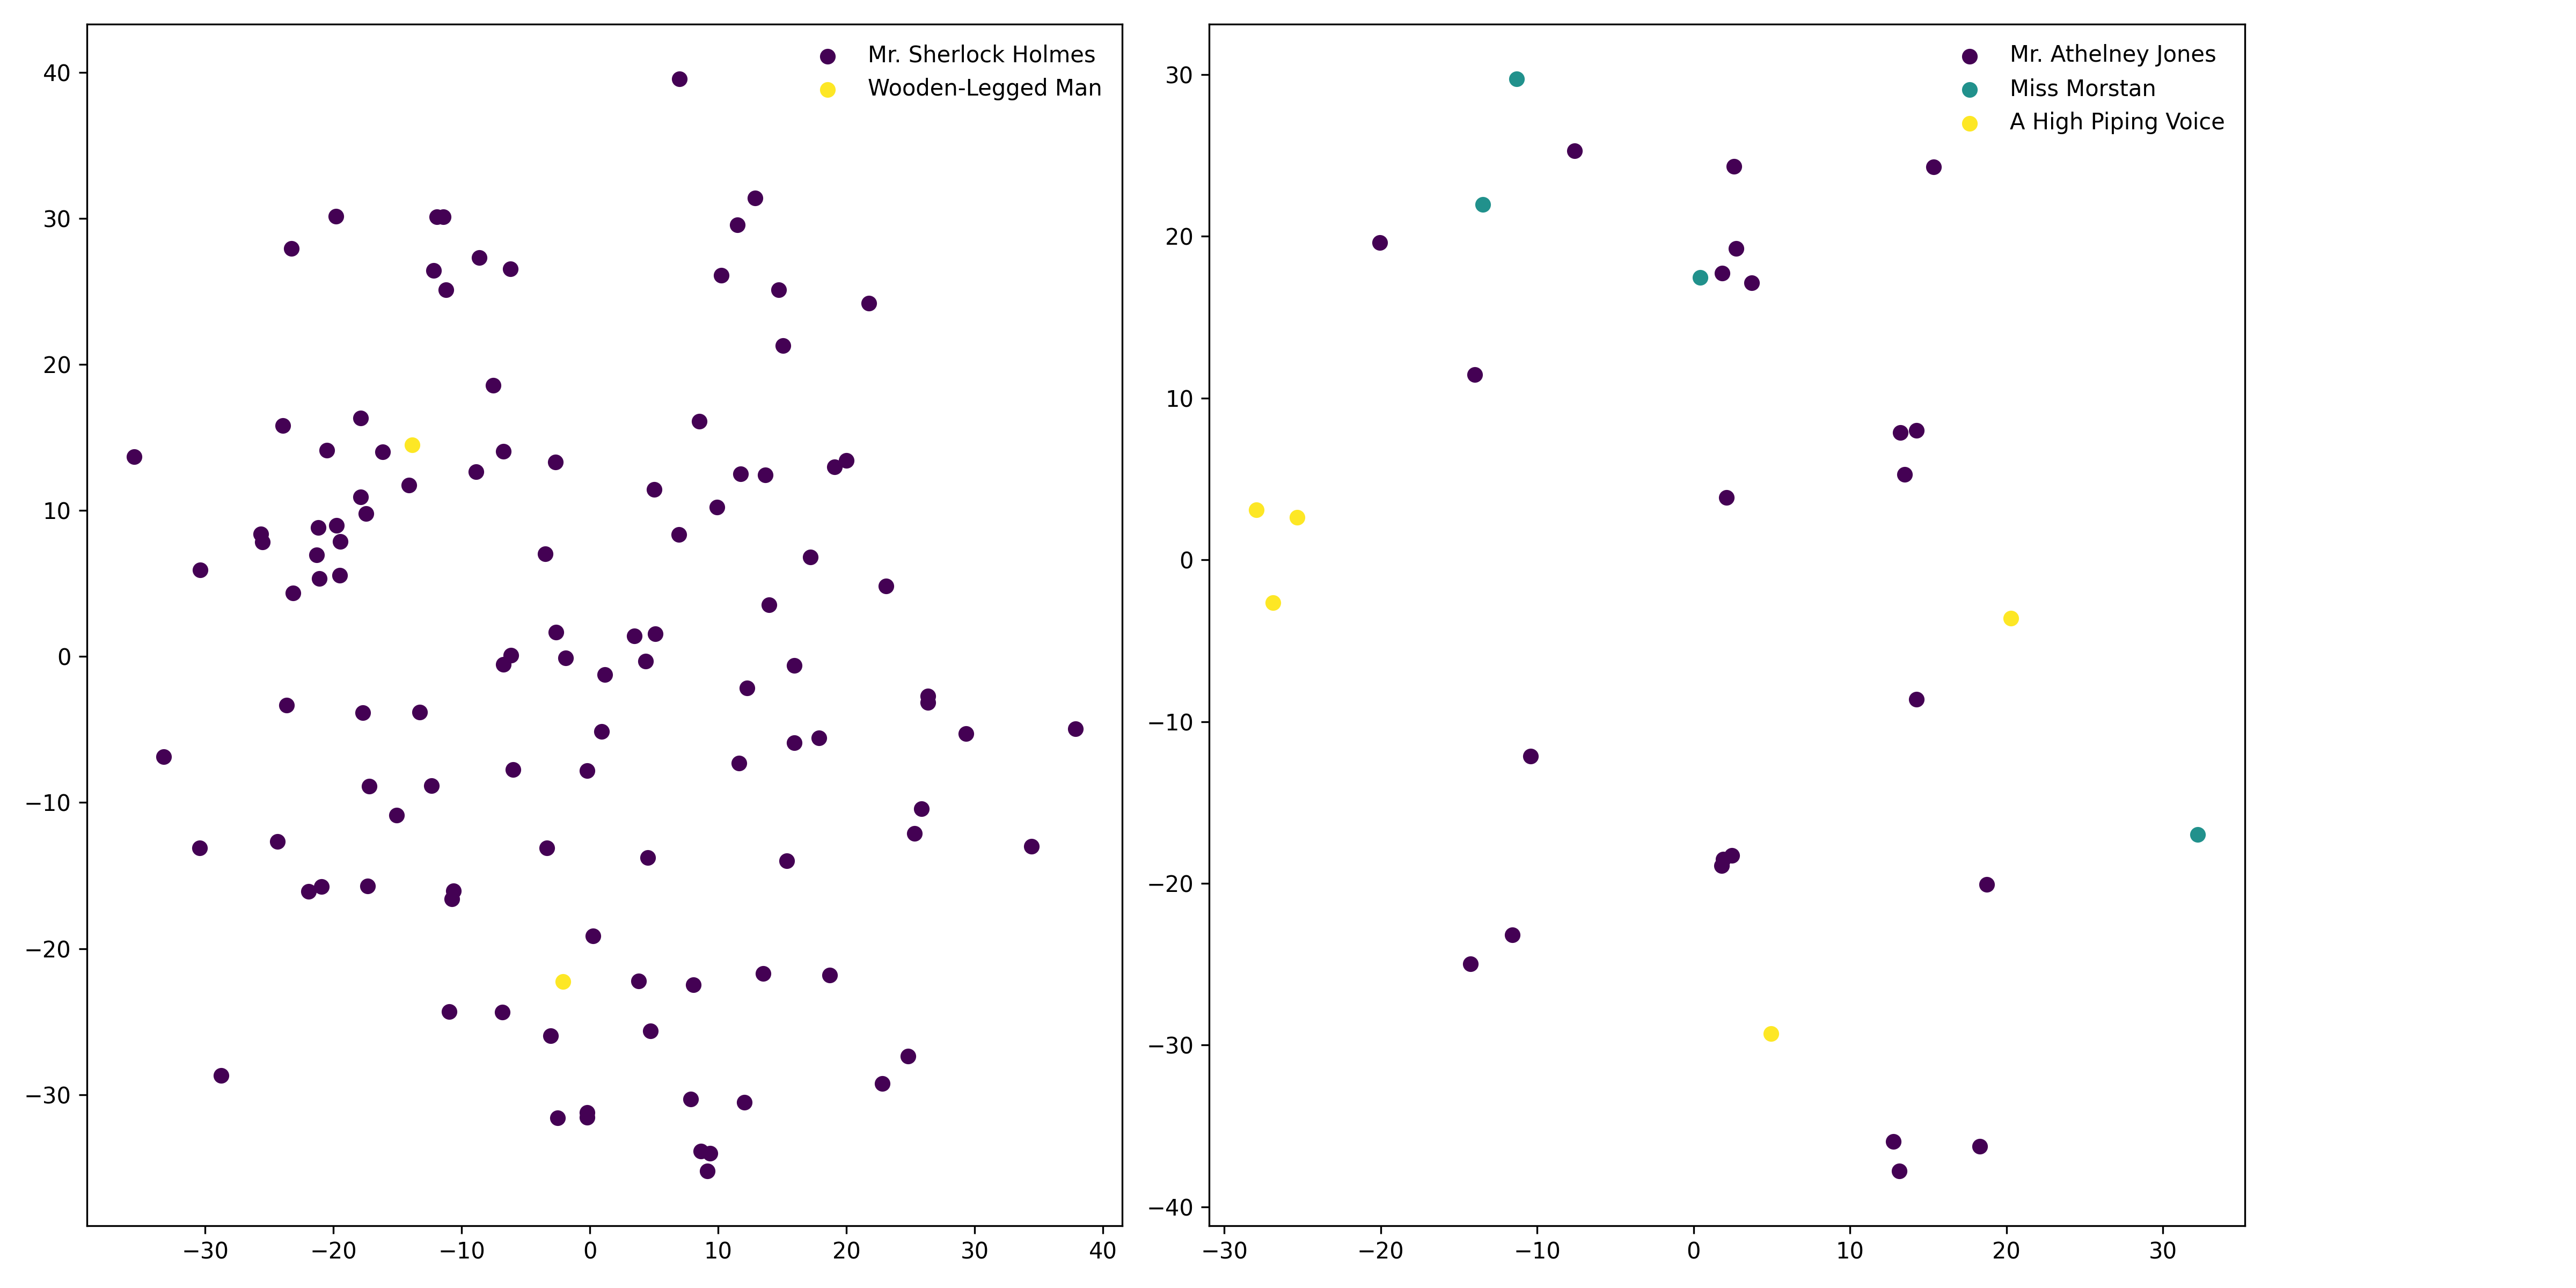 Mr. Sherlock Holmes
Wooden-Legged Man
40
30
20
10
0
−10
−20
−30
−30 −20 −10 0 10 20 30 40
Mr. Athelney Jones
Miss Morstan
A High Piping Voice
30
20
10
0
−10
−20
−30
−40
−30 −20 −10 0 10 20 30